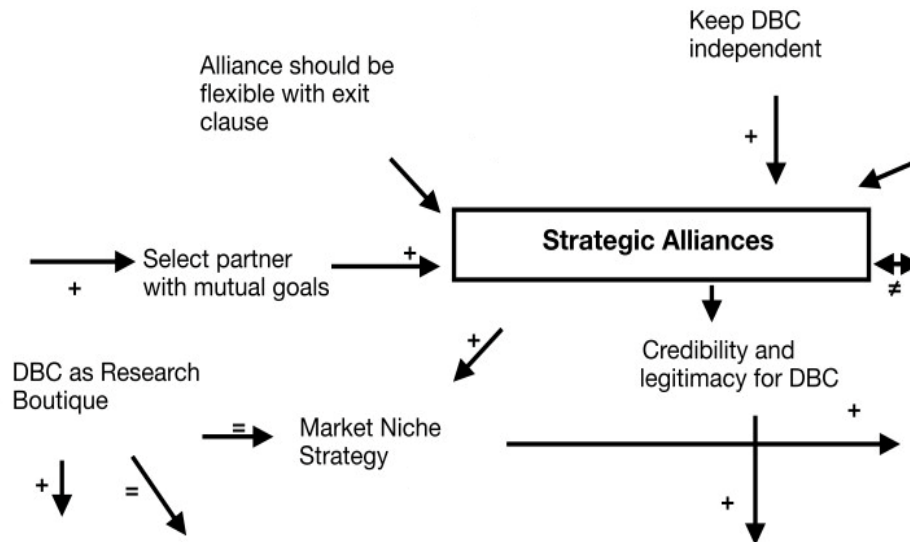 Keep DBC
independent
Alliance should be
flexible with exit
clause
+
Strategic Alliances
+
Select partner
with mutual goals
+
≠
+
Credibility and
legitimacy for DBC
DBC as Research
Boutique
=
Market Niche
Strategy
+
+
=
+